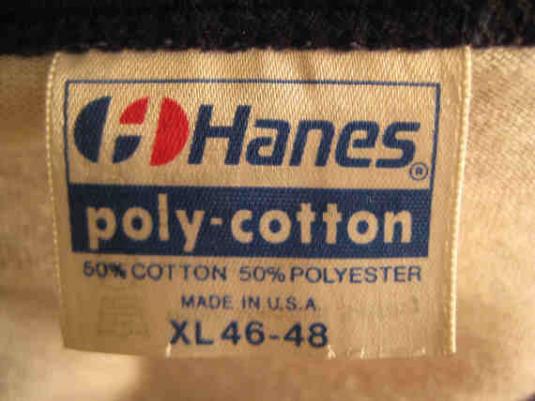 Hanes®
poly-cotton
50% COTTON 50% POLYESTER
MADE IN U.S.A.
XL 46-48